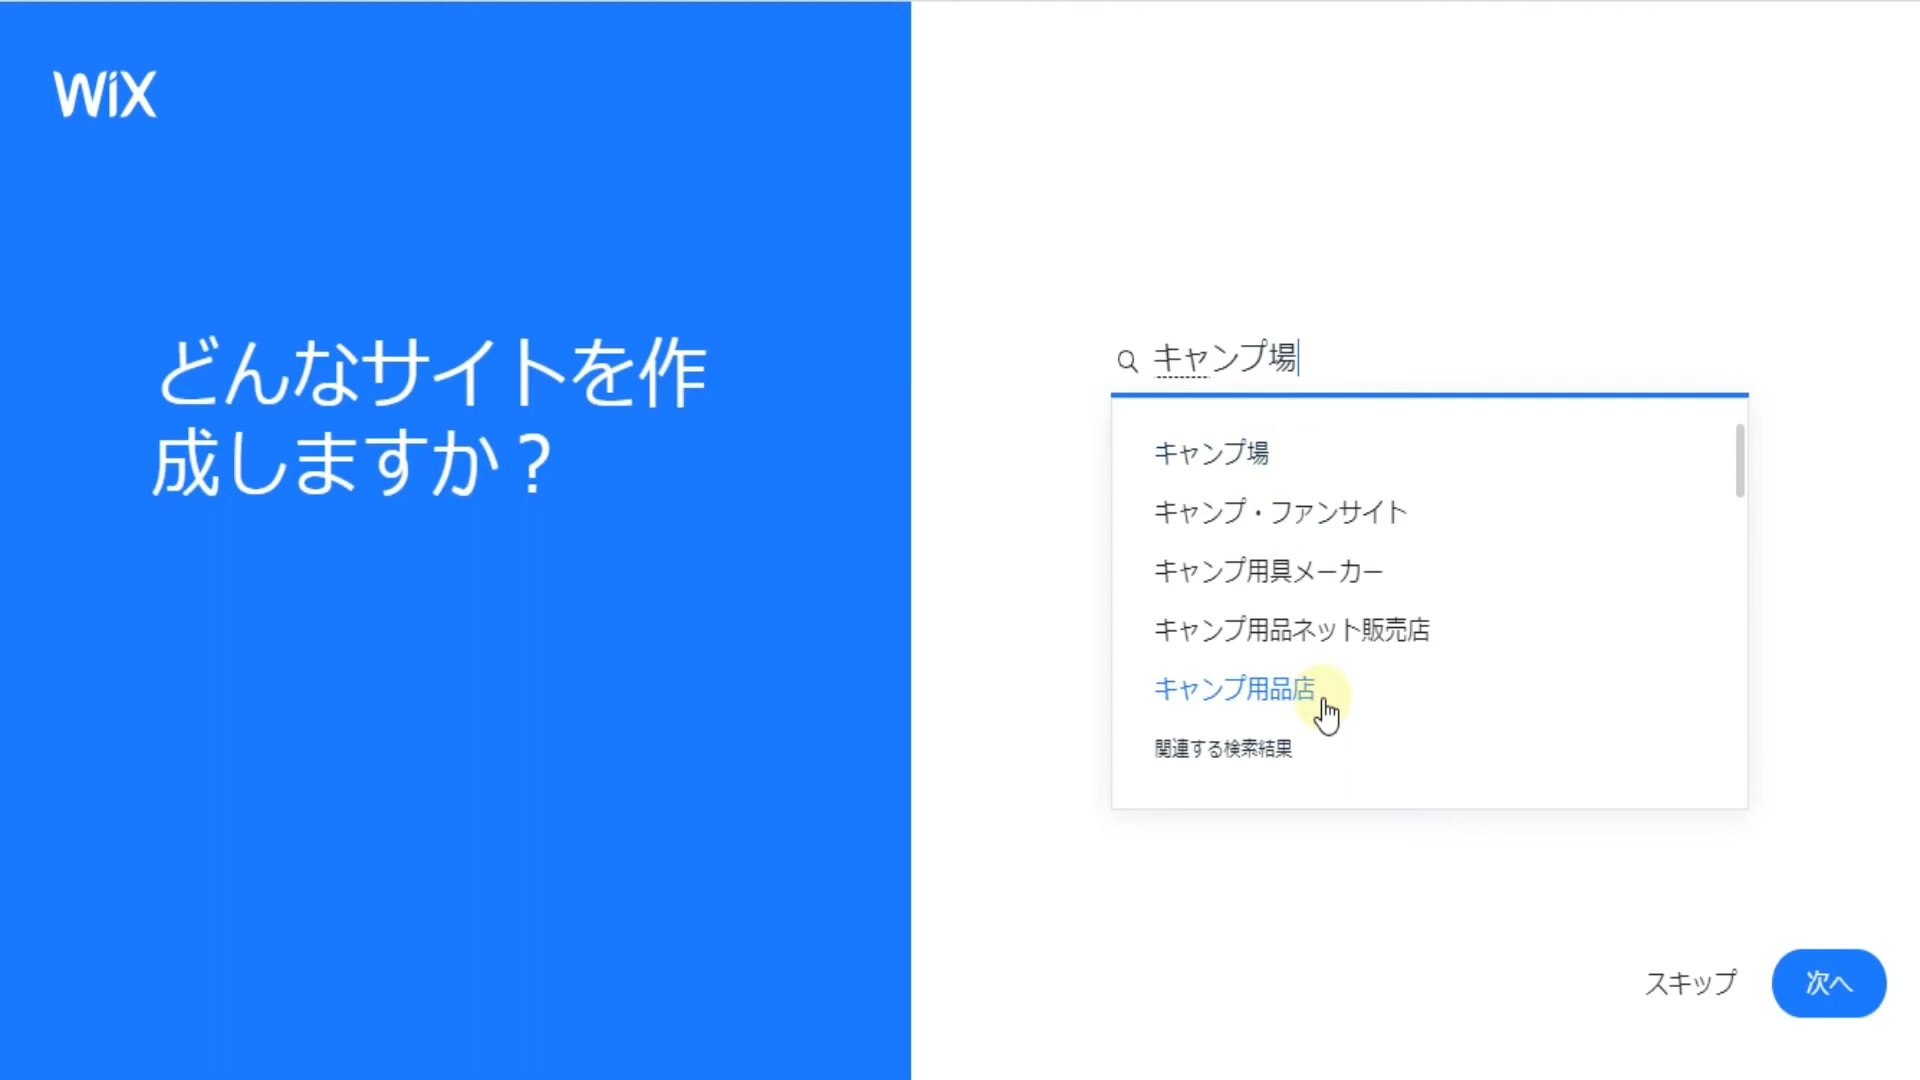 WiX
どんなサイトを作
成しますか？
キャンプ場
キャンプ場
キャンプ・ファンサイト
キャンプ用具メーカー
キャンプ用品ネット販売店
キャンプ用品店
関連する検索結果
スキップ
次へ